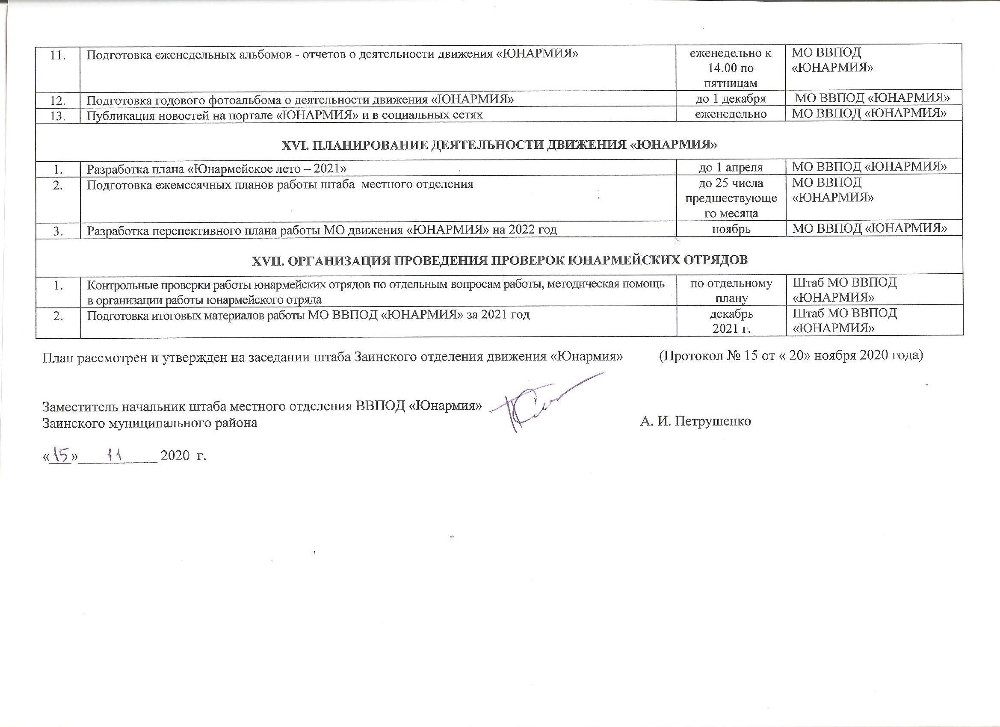 11. Подготовка еженедельных альбомов - отчетов о деятельности движения «ЮНАРМИЯ» еженедельно к МО ВВПОД
14.00 по «ЮНАРМИЯ»
пятницам
12. Подготовка годового фотоальбома о деятельности движения «ЮНАРМИЯ» до 1 декабря МО ВВПОД «ЮНАРМИЯ»
13. Публикация новостей на портале «ЮНАРМИЯ» и в социальных сетях еженедельно МО ВВПОД «ЮНАРМИЯ»
XVI. ПЛАНИРОВАНИЕ ДЕЯТЕЛЬНОСТИ ДВИЖЕНИЯ «ЮНАРМИЯ»
1. Разработка плана «Юнармейское лето – 2021» до 1 апреля МО ВВПОД «ЮНАРМИЯ»
2. Подготовка ежемесячных планов работы штаба местного отделения до 25 числа МО ВВПОД
предшествующе «ЮНАРМИЯ»
го месяца
3. Разработка перспективного плана работы МО движения «ЮНАРМИЯ» на 2022 год ноябрь МО ВВПОД «ЮНАРМИЯ»
XVII. ОРГАНИЗАЦИЯ ПРОВЕДЕНИЯ ПРОВЕРОК ЮНАРМЕЙСКИХ ОТРЯДОВ
1. Контрольные проверки работы юнармейских отрядов по отдельным вопросам работы, методическая помощь по отдельному Штаб МО ВВПОД
в организации работы юнармейского отряда плану «ЮНАРМИЯ»
2. Подготовка итоговых материалов работы МО ВВПОД «ЮНАРМИЯ» за 2021 год декабрь Штаб МО ВВПОД
2021 г. «ЮНАРМИЯ»
План рассмотрен и утвержден на заседании штаба Заинского отделения движения «Юнармия» (Протокол № 15 от « 20» ноября 2020 года)
Заместитель начальник штаба местного отделения ВВПОД «Юнармия»
Заинского муниципального района А. И. Петрушенко
«15» 11 2020 г.